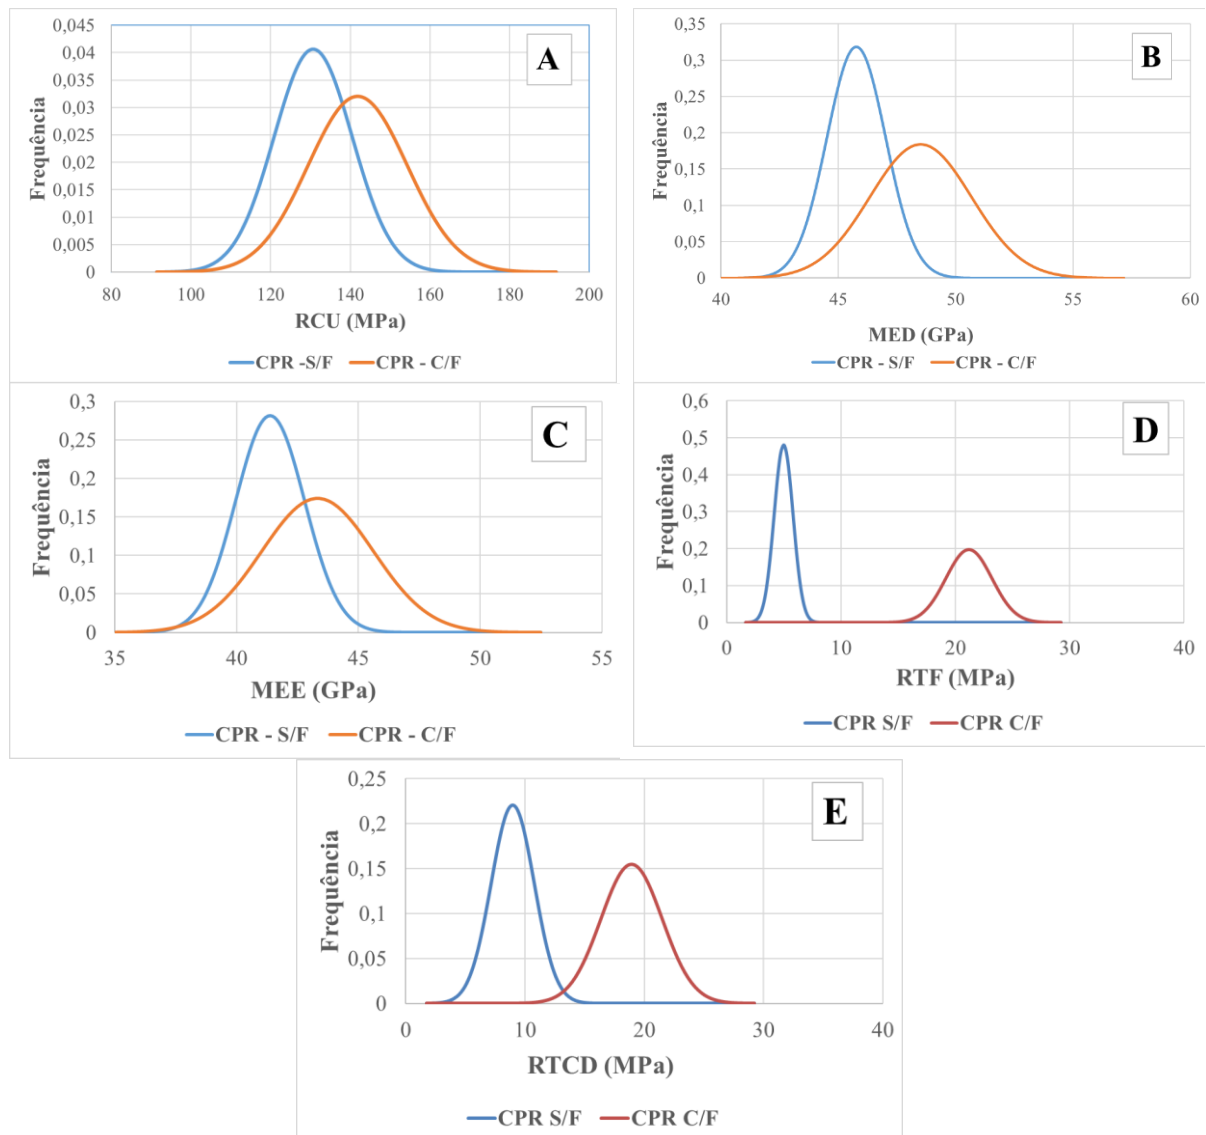 0,045
0,04
0,035
0,03
0,025
0,02
0,015
0,01
0,005
0
Frequência
A
80 100 120 140 160 180 200
RCU (MPa)
CPR -S/F CPR - C/F
0,35
0,3
0,25
0,2
0,15
0,1
0,05
0
Frequência
B
40 45 50 55 60
MED (GPa)
CPR - S/F CPR - C/F
0,3
0,25
0,2
0,15
0,1
0,05
0
Frequência
C
35 40 45 50 55
MEE (GPa)
CPR - S/F CPR - C/F
0,6
0,5
0,4
0,3
0,2
0,1
0
Frequência
D
0 10 20 30 40
RTF (MPa)
CPR S/F CPR C/F
0,25
0,2
0,15
0,1
0,05
0
Frequência
E
0 10 20 30 40
RTCD (MPa)
CPR S/F CPR C/F